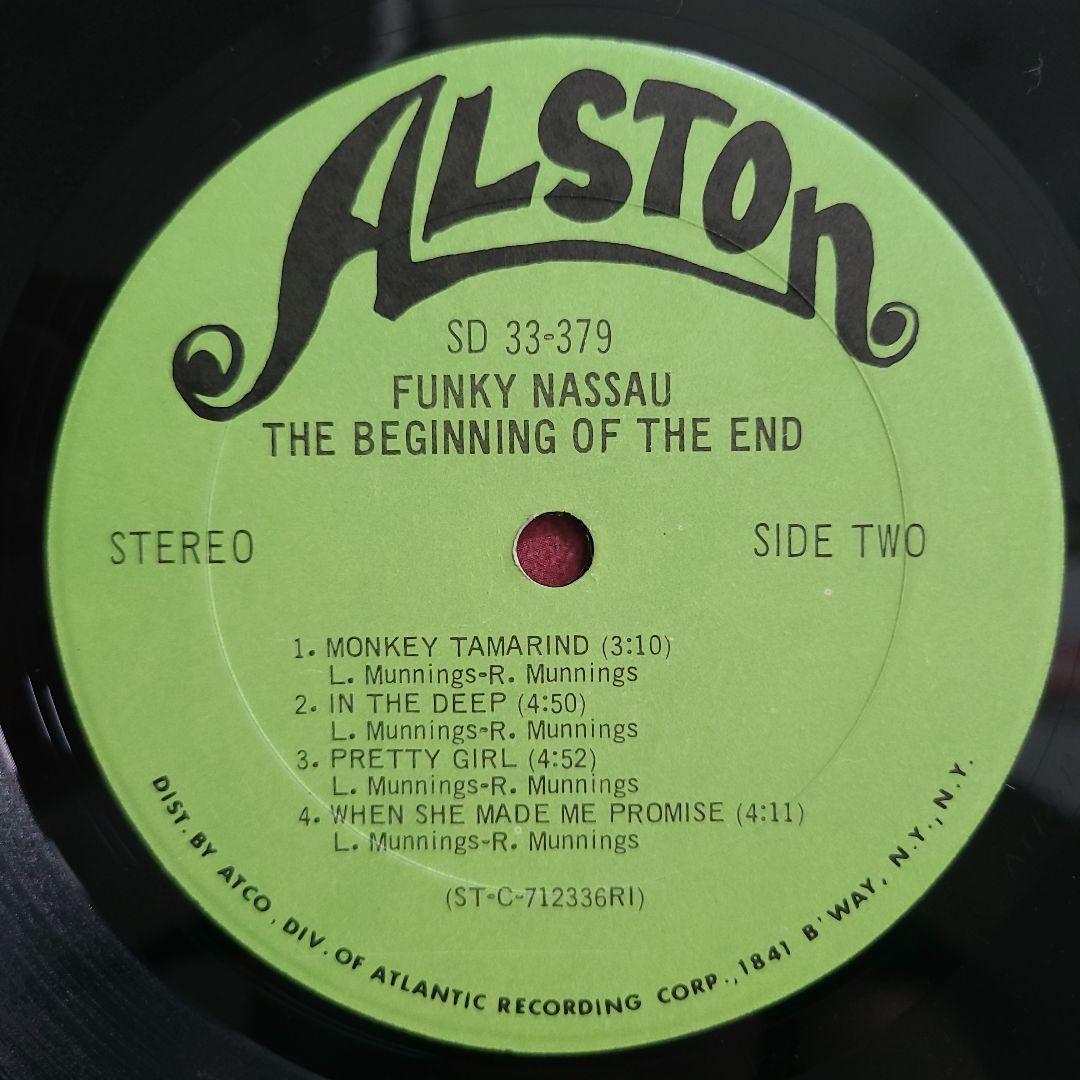 ALSTON
SD 33-379
FUNKY NASSAU
THE BEGINNING OF THE END
STEREO
SIDE TWO
1. MONKEY TAMARIND (3:10)
L. Munnings-R. Munnings
2. IN THE DEEP (4:50)
L. Munnings-R. Munnings
3. PRETTY GIRL (4:52)
L. Munnings-R. Munnings
4. WHEN SHE MADE ME PROMISE (4:11)
L. Munnings-R. Munnings
(ST-C-712336RI)
DIST. BY ATCO, DIV. OF ATLANTIC RECORDING CORP., 1841 B'WAY, N.Y., N.Y.